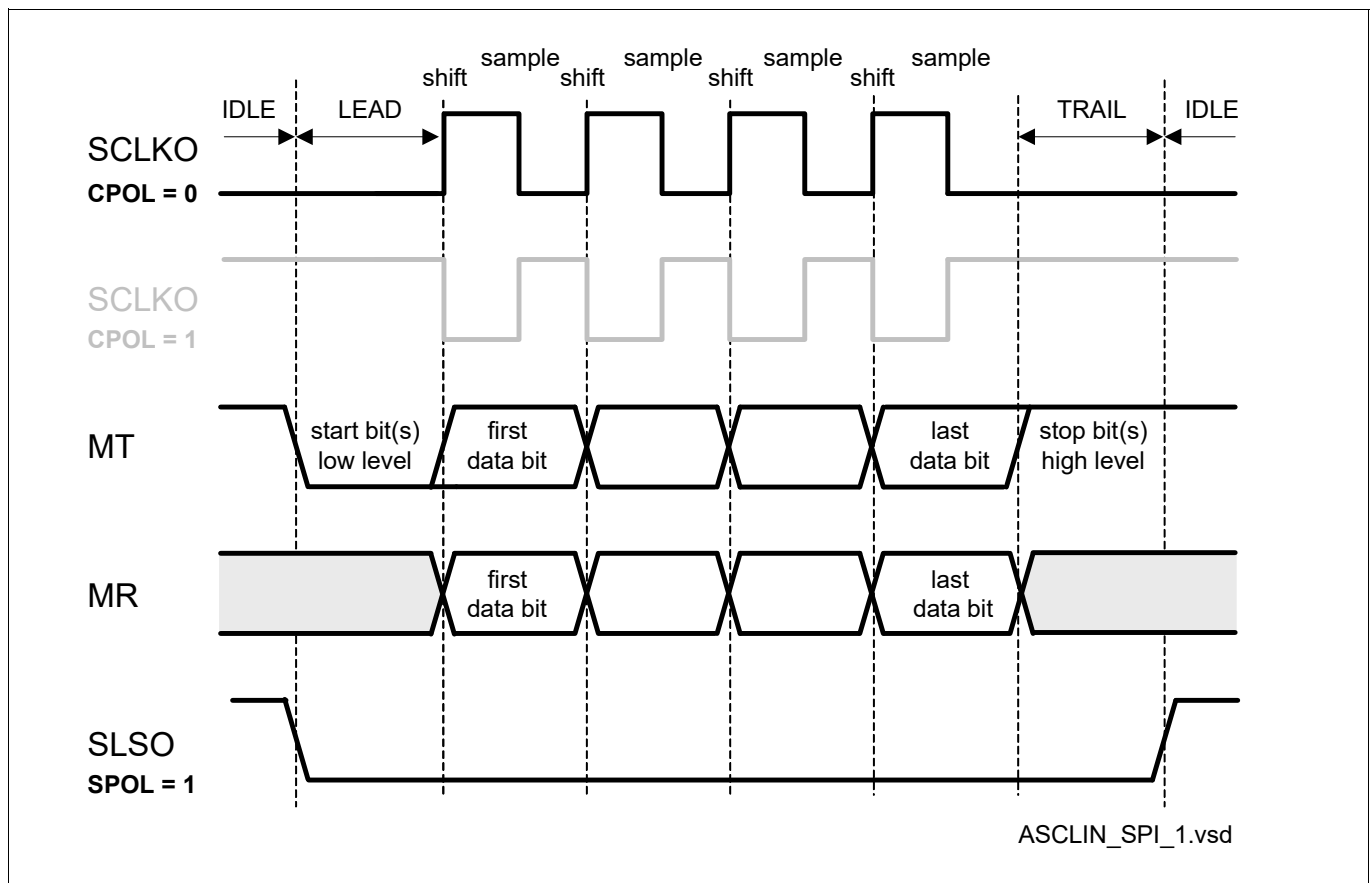 sample sample sample sample
shift shift shift shift
IDLE LEAD TRAIL IDLE
SCLKO
CPOL = 0
SCLKO
CPOL = 1
MT
start bit(s)
low level
first
data bit
last
data bit
stop bit(s)
high level
MR
first
data bit
last
data bit
SLSO
SPOL = 1
ASCLIN_SPI_1.vsd